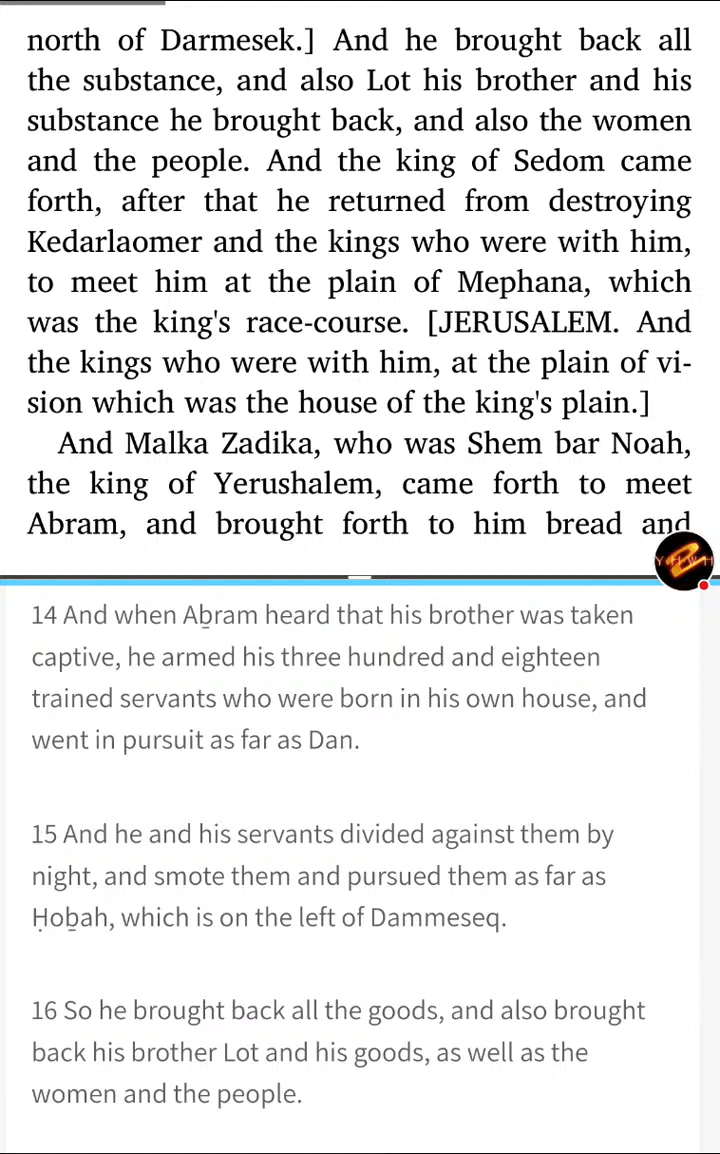 north of Darmesek.] And he brought back all
the substance, and also Lot his brother and his
substance he brought back, and also the women
and the people. And the king of Sedom came
forth, after that he returned from destroying
Kedarlaomer and the kings who were with him,
to meet him at the plain of Mephana, which
was the king's race-course. [JERUSALEM. And
the kings who were with him, at the plain of vi-
sion which was the house of the king's plain.]
And Malka Zadika, who was Shem bar Noah,
the king of Yerushalem, came forth to meet
Abram, and brought forth to him bread and
YHWH
14 And when Aḇram heard that his brother was taken
captive, he armed his three hundred and eighteen
trained servants who were born in his own house, and
went in pursuit as far as Dan.
15 And he and his servants divided against them by
night, and smote them and pursued them as far as
Ḥoḇah, which is on the left of Dammeseq.
16 So he brought back all the goods, and also brought
back his brother Lot and his goods, as well as the
women and the people.